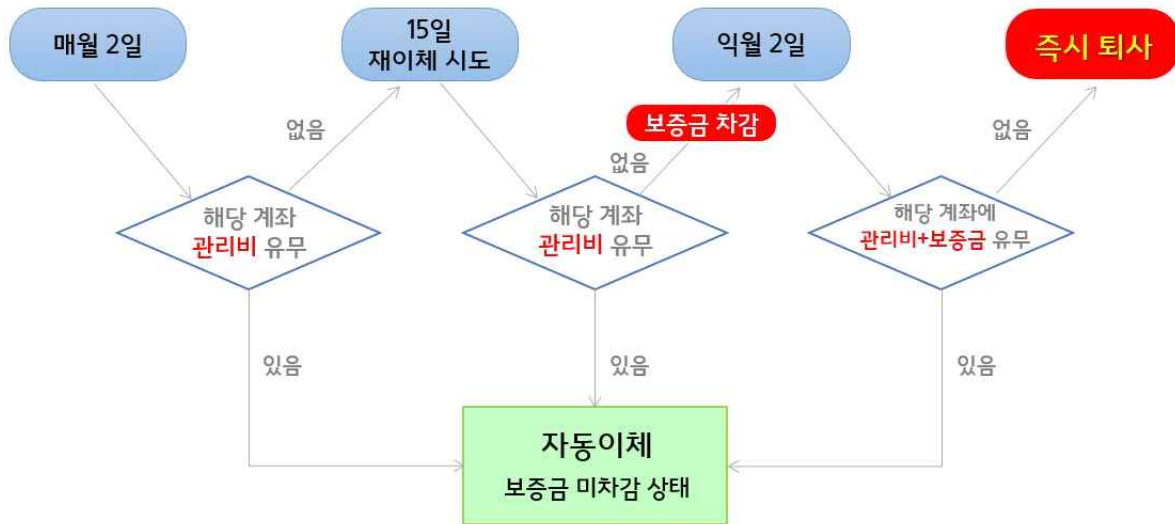 매월 2일
15일
재이체 시도
익월 2일
즉시 퇴사
없음
보증금 차감
없음
없음
해당 계좌
관리비 유무
해당 계좌
관리비 유무
해당 계좌에
관리비+보증금 유무
있음
있음
있음
자동이체
보증금 미차감 상태